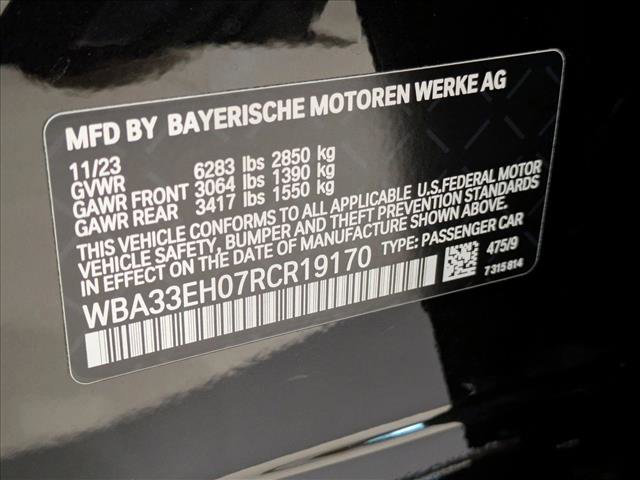 MFD BY BAYERISCHE MOTOREN WERKE AG
11/23
GVWR 6283 lbs 2850 kg
GAWR FRONT 3064 lbs 1390 kg
GAWR REAR 3417 lbs 1550 kg
THIS VEHICLE CONFORMS TO ALL APPLICABLE U.S.FEDERAL MOTOR
VEHICLE SAFETY, BUMPER, AND THEFT PREVENTION STANDARDS
IN EFFECT ON THE DATE OF MANUFACTURE SHOWN ABOVE.
WBA33EH07RCR19170 TYPE: PASSENGER CAR
475/9
7315814